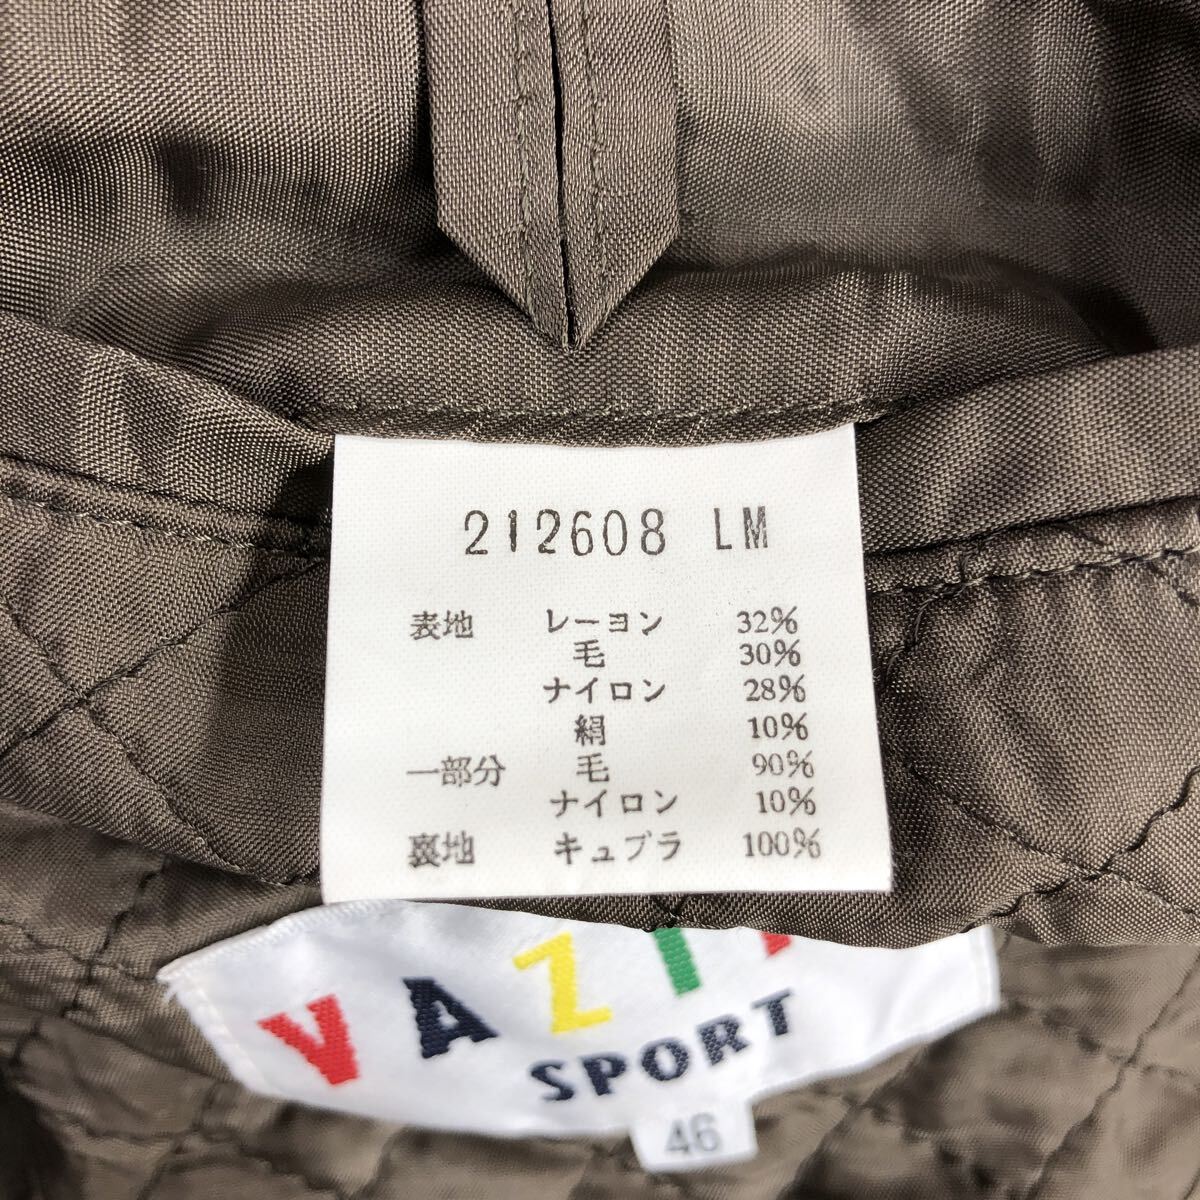 212608 LM
表地 レーヨン 32%
毛 30%
ナイロン 28%
絹 10%
一部分 毛 90%
ナイロン 10%
裏地 キュプラ 100%
SPORT
46